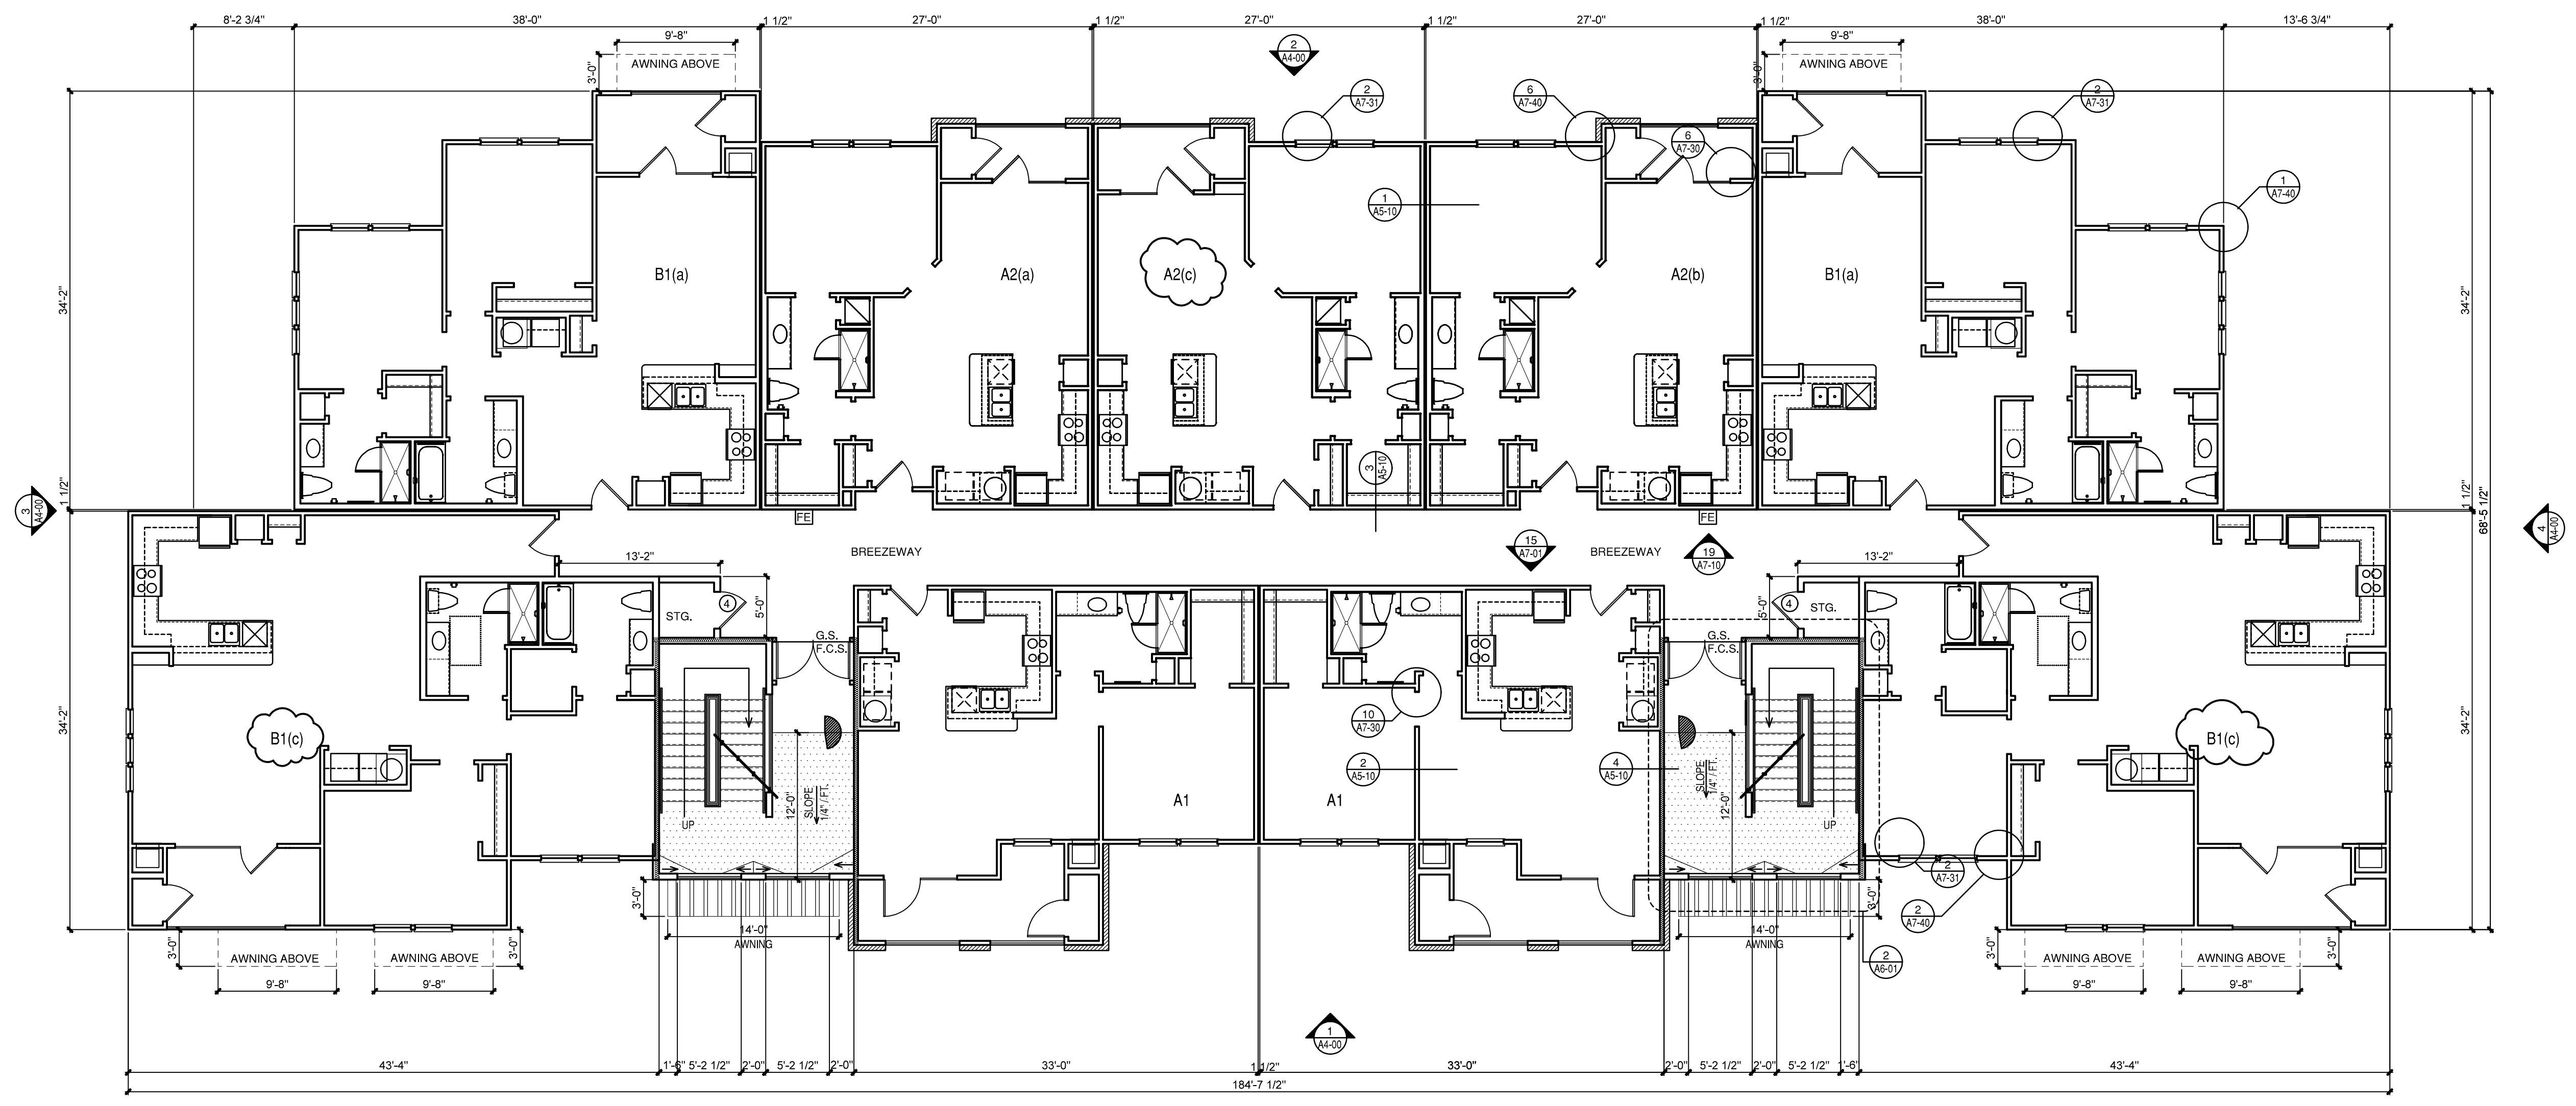 8'-2 3/4"
38'-0"
1 1/2"
27'-0"
1 1/2"
27'-0"
1 1/2"
27'-0"
1 1/2"
38'-0"
13'-6 3/4"
9'-8"
9'-8"
3'-0"
AWNING ABOVE
3'-0"
AWNING ABOVE
2
A4-00
2
A7-31
6
A7-40
2
A7-31
6
A7-30
1
A7-40
1
A5-10
B1(a)
A2(a)
A2(c)
A2(b)
B1(a)
34'-2"
34'-2"
3
A5-10
1 1/2"
1 1/2"
68'-5 1/2"
3
A4-00
4
A4-00
FE
FE
BREEZEWAY
15
A7-01
BREEZEWAY
19
A7-10
13'-2"
13'-2"
STG.
4
5'-0"
5'-0"
4
STG.
G.S.
F.C.S.
G.S.
F.C.S.
34'-2"
34'-2"
B1(c)
10
A7-30
B1(c)
2
A5-10
4
A5-10
UP
12'-0"
SLOPE
1/4" / FT.
A1
A1
SLOPE
1/4" / FT.
12'-0"
UP
2
A7-31
3'-0"
14'-0"
AWNING
3'-0"
14'-0"
AWNING
2
A7-40
2
A6-01
3'-0"
AWNING ABOVE
AWNING ABOVE
3'-0"
3'-0"
AWNING ABOVE
AWNING ABOVE
3'-0"
9'-8"
9'-8"
9'-8"
9'-8"
1
A4-00
43'-4"
1'-6"
5'-2 1/2"
2'-0"
5'-2 1/2"
2'-0"
33'-0"
1 1/2"
33'-0"
2'-0"
5'-2 1/2"
2'-0"
5'-2 1/2"
1'-6"
43'-4"
184'-7 1/2"